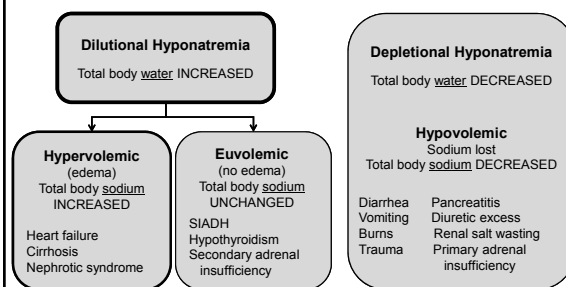 Dilutional Hyponatremia
Total body water INCREASED
Hypervolemic
(edema)
Total body sodium
INCREASED
Heart failure
Cirrhosis
Nephrotic syndrome
Euvolemic
(no edema)
Total body sodium
UNCHANGED
SIADH
Hypothyroidism
Secondary adrenal
insufficiency
Depletional Hyponatremia
Total body water DECREASED
Hypovolemic
Sodium lost
Total body sodium DECREASED
Diarrhea Pancreatitis
Vomiting Diuretic excess
Burns Renal salt wasting
Trauma Primary adrenal
insufficiency